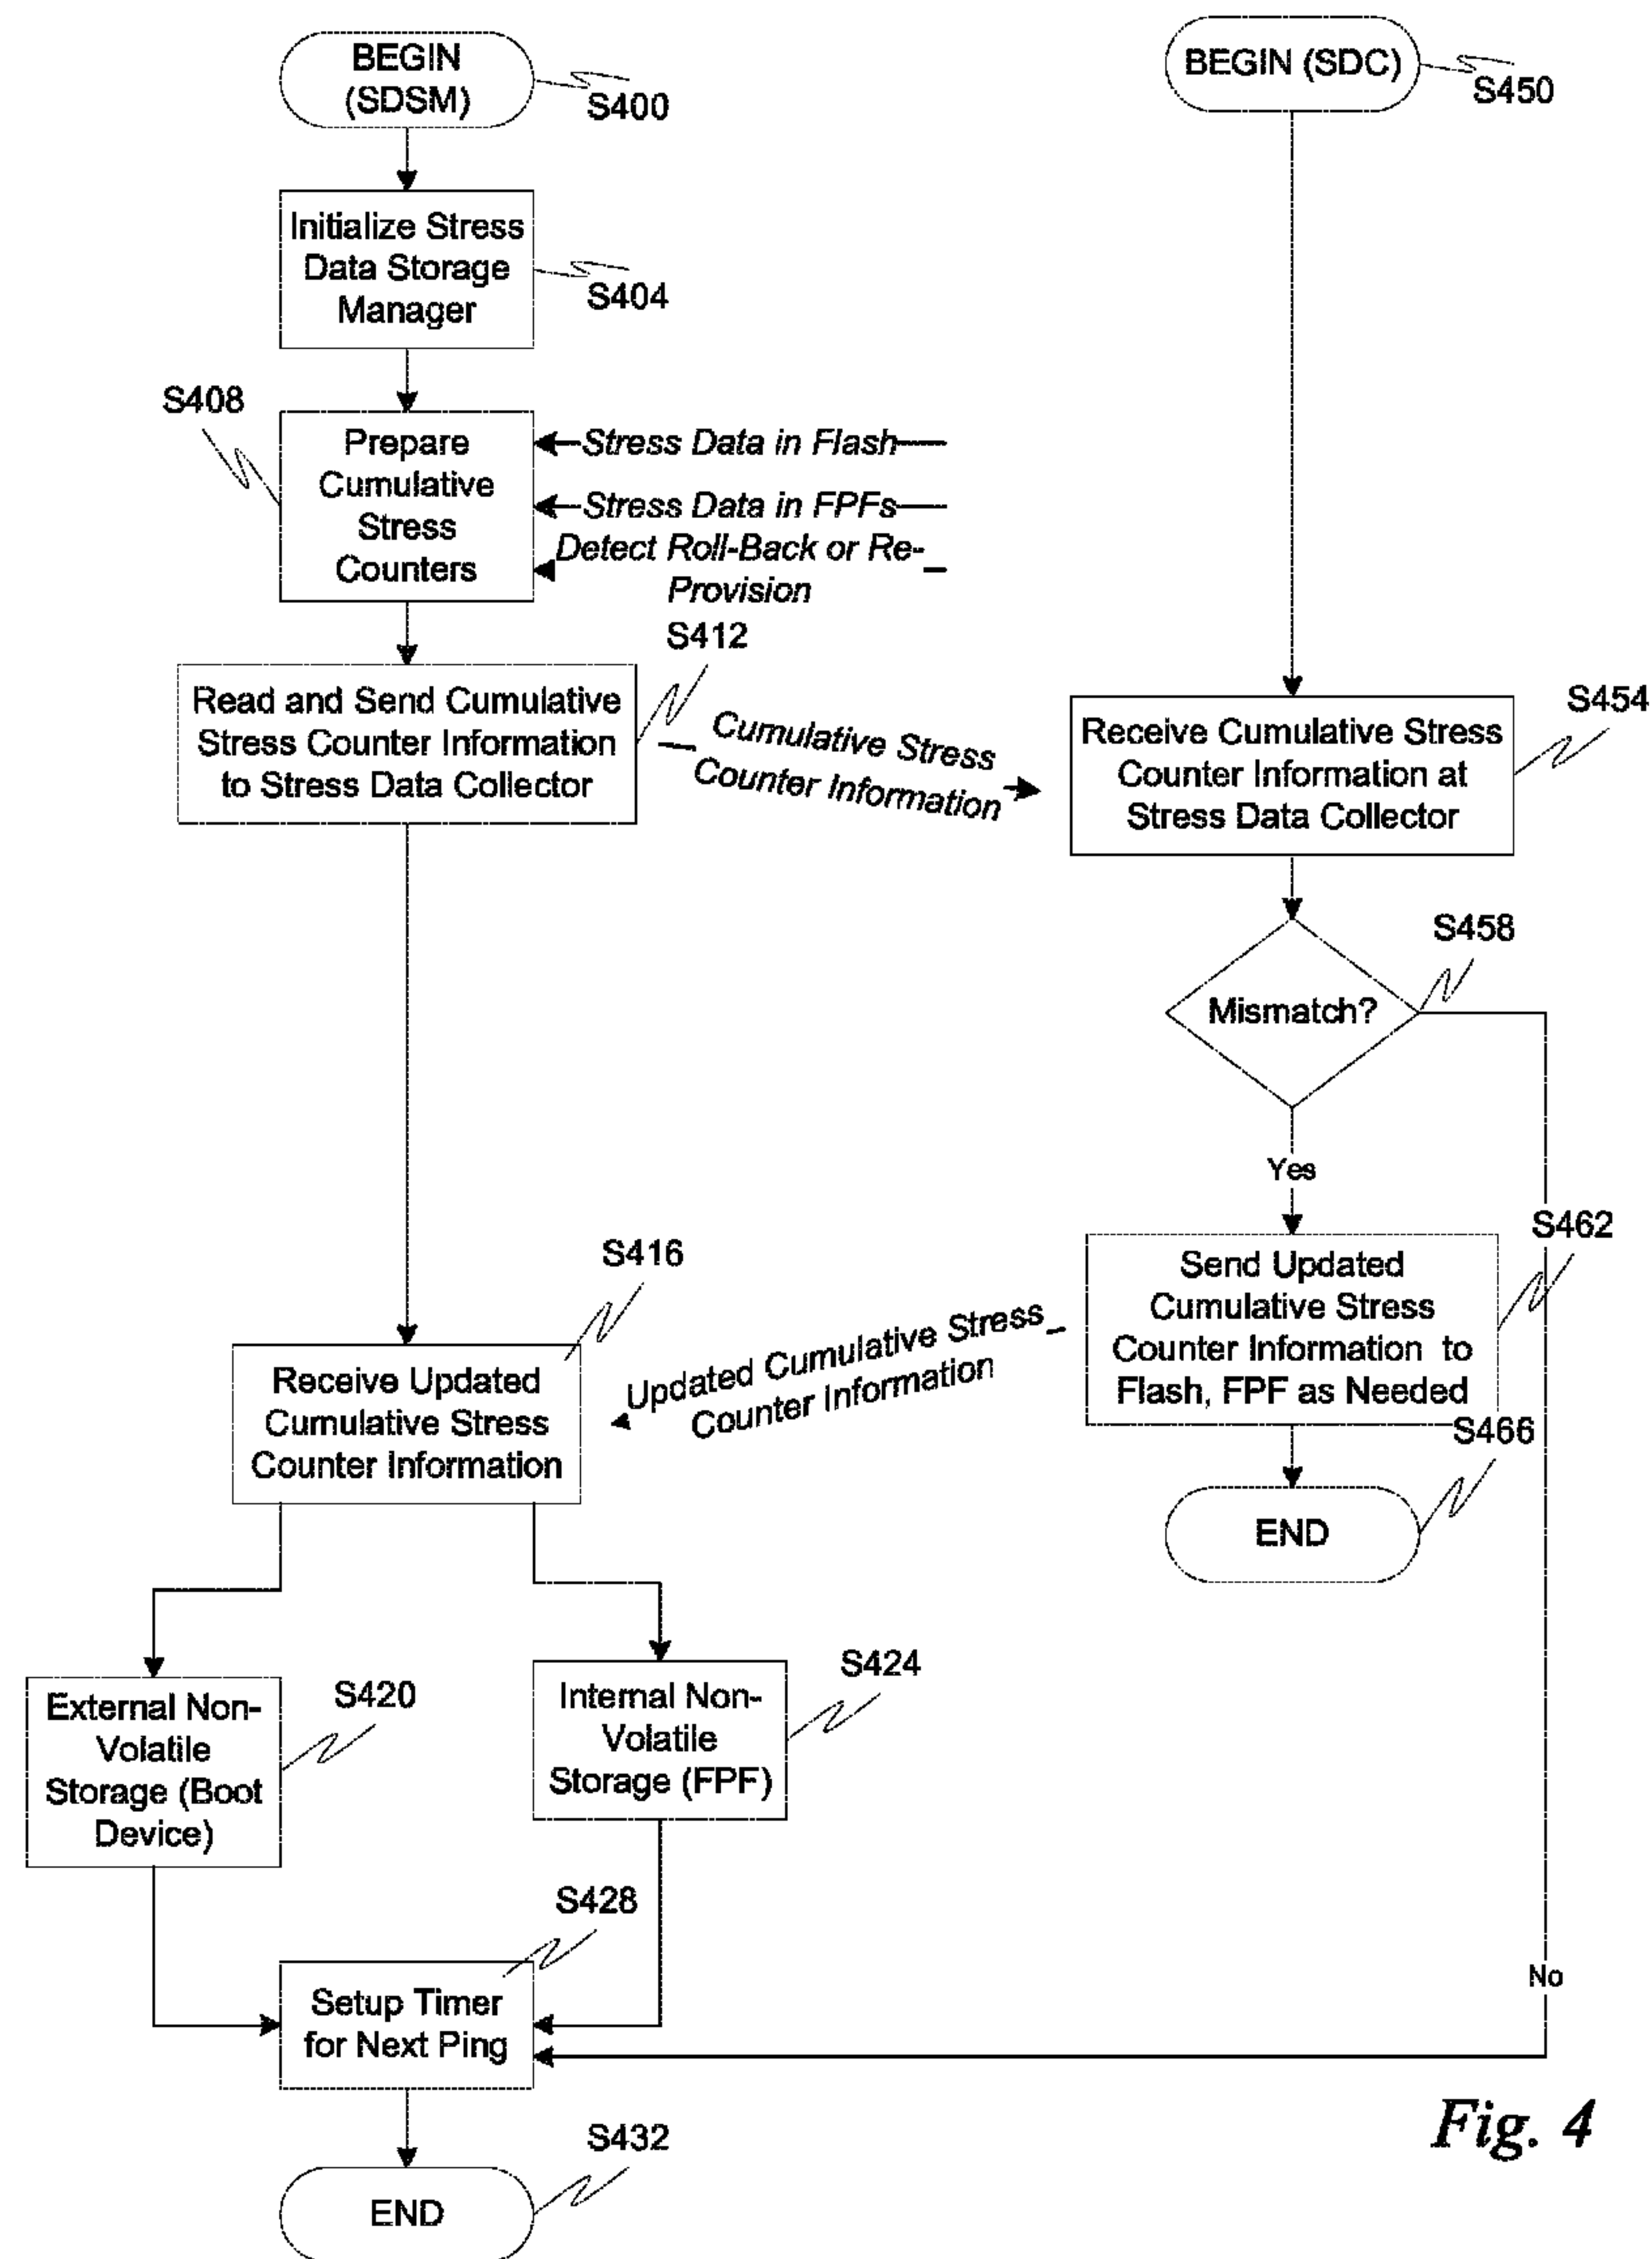 BEGIN
(SDSM)
S400
BEGIN (SDC)
S450
Initialize Stress
Data Storage
Manager
S404
S408
Prepare
Cumulative
Stress
Counters
Stress Data in Flash
Stress Data in FPFs
Detect Roll-Back or Re-
Provision
S412
Read and Send Cumulative
Stress Counter Information
to Stress Data Collector
Cumulative Stress
Counter Information
S454
Receive Cumulative Stress
Counter Information at
Stress Data Collector
S458
Mismatch?
Yes
S462
Send Updated
Cumulative Stress
Counter Information to
Flash, FPF as Needed
S466
END
S416
Updated Cumulative Stress
Counter Information
Receive Updated
Cumulative Stress
Counter Information
S420
External Non-
Volatile
Storage (Boot
Device)
S424
Internal Non-
Volatile
Storage (FPF)
S428
Setup Timer
for Next Ping
No
S432
END
Fig. 4